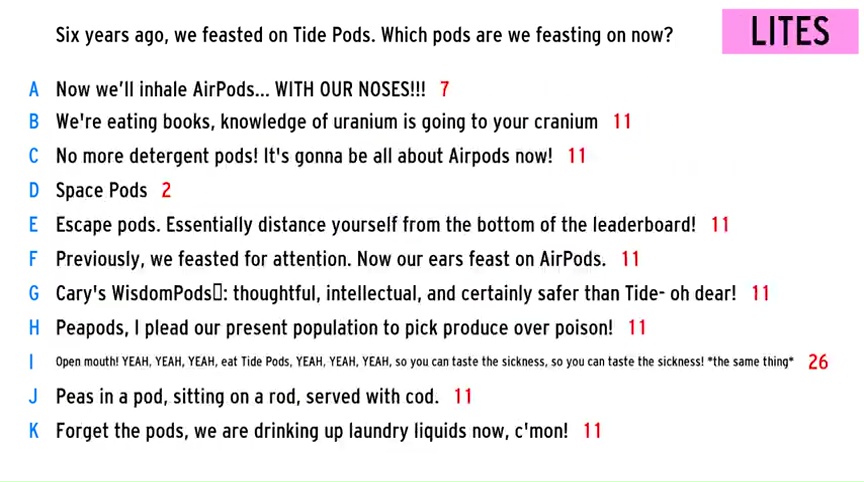 Six years ago, we feasted on Tide Pods. Which pods are we feasting on now?
LITES
A Now we'll inhale AirPods... WITH OUR NOSES!!! 7
B We're eating books, knowledge of uranium is going to your cranium 11
C No more detergent pods! It's gonna be all about Airpods now! 11
D Space Pods 2
E Escape pods. Essentially distance yourself from the bottom of the leaderboard! 11
F Previously, we feasted for attention. Now our ears feast on AirPods. 11
G Cary's WisdomPods▯: thoughtful, intellectual, and certainly safer than Tide- oh dear! 11
H Peapods, I plead our present population to pick produce over poison! 11
I Open mouth! YEAH, YEAH, YEAH, eat Tide Pods, YEAH, YEAH, YEAH, so you can taste the sickness, so you can taste the sickness! *the same thing* 26
J Peas in a pod, sitting on a rod, served with cod. 11
K Forget the pods, we are drinking up laundry liquids now, c'mon! 11